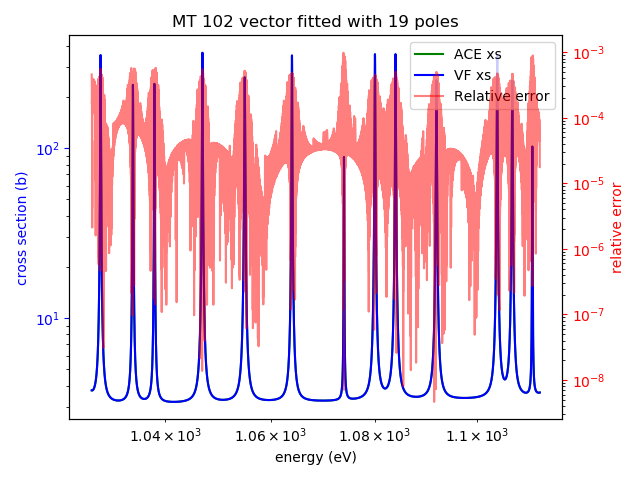 MT 102 vector fitted with 19 poles
ACE xs
VF xs
Relative error
cross section (b)
10²
10¹
relative error
10⁻³
10⁻⁴
10⁻⁵
10⁻⁶
10⁻⁷
10⁻⁸
1.04 × 10³
1.06 × 10³
1.08 × 10³
1.1 × 10³
energy (eV)